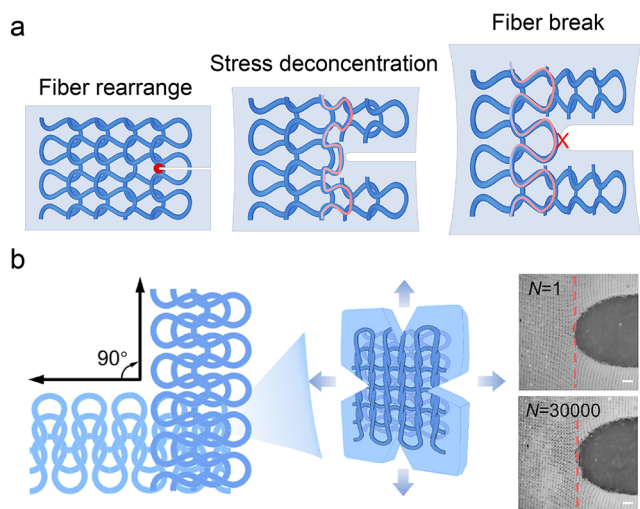 a
Fiber rearrange
Stress deconcentration
Fiber break
X
b
90°
N=1
N=30000